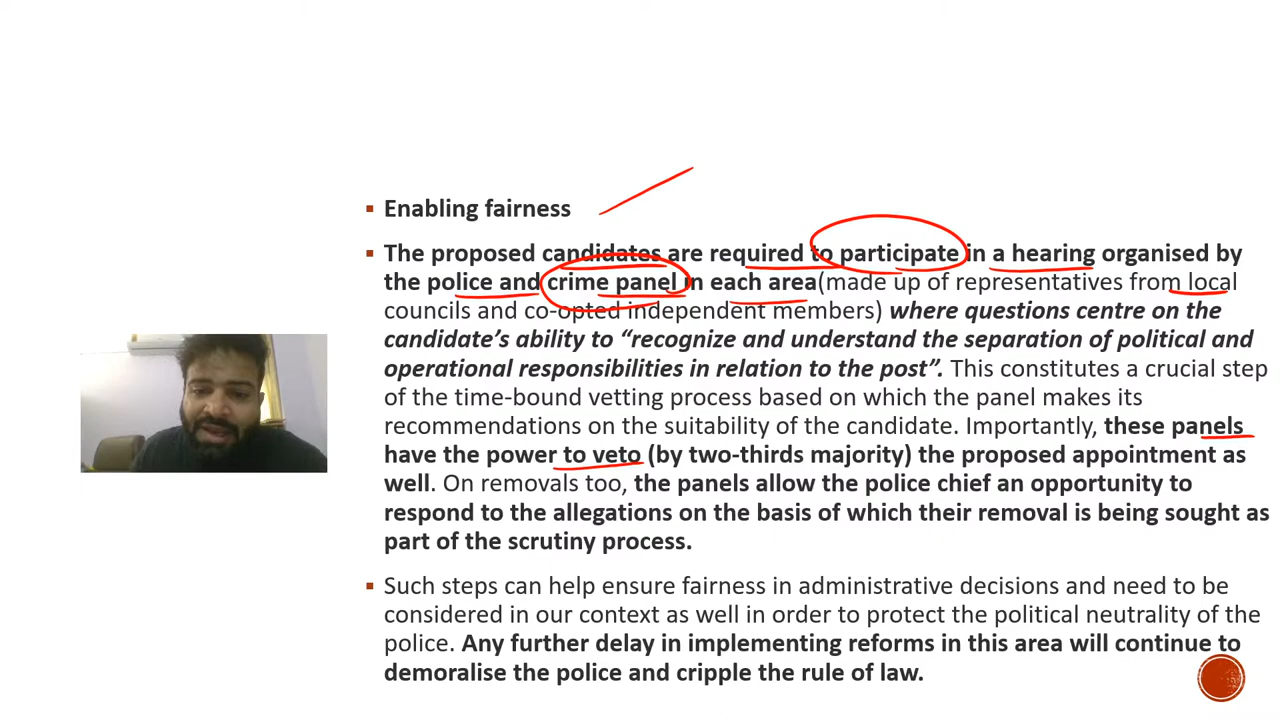 Enabling fairness
The proposed candidates are required to participate in a hearing organised by
the police and crime panel in each area(made up of representatives from local
councils and co-opted independent members) where questions centre on the
candidate's ability to "recognize and understand the separation of political and
operational responsibilities in relation to the post". This constitutes a crucial step
of the time-bound vetting process based on which the panel makes its
recommendations on the suitability of the candidate. Importantly, these panels
have the power to veto (by two-thirds majority) the proposed appointment as
well. On removals too, the panels allow the police chief an opportunity to
respond to the allegations on the basis of which their removal is being sought as
part of the scrutiny process.
Such steps can help ensure fairness in administrative decisions and need to be
considered in our context as well in order to protect the political neutrality of the
police. Any further delay in implementing reforms in this area will continue to
demoralise the police and cripple the rule of law.